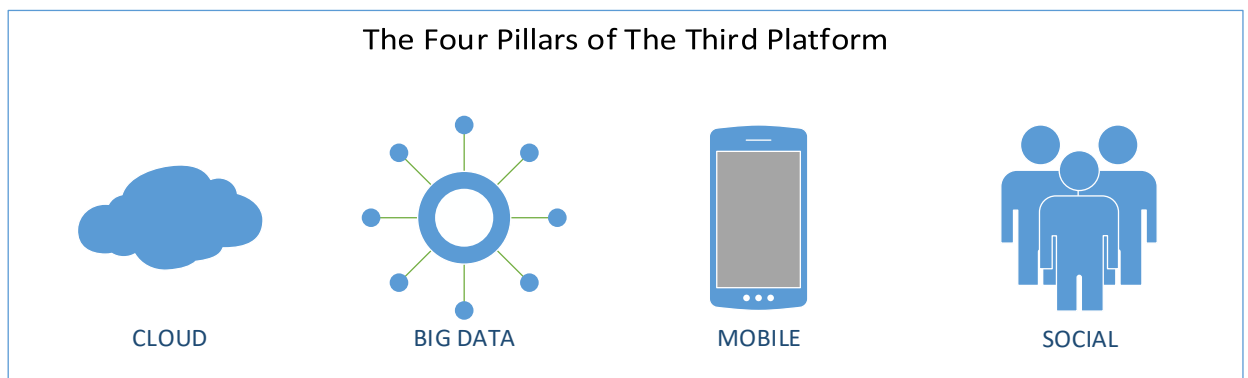 The Four Pillars of The Third Platform
CLOUD
BIG DATA
MOBILE
SOCIAL